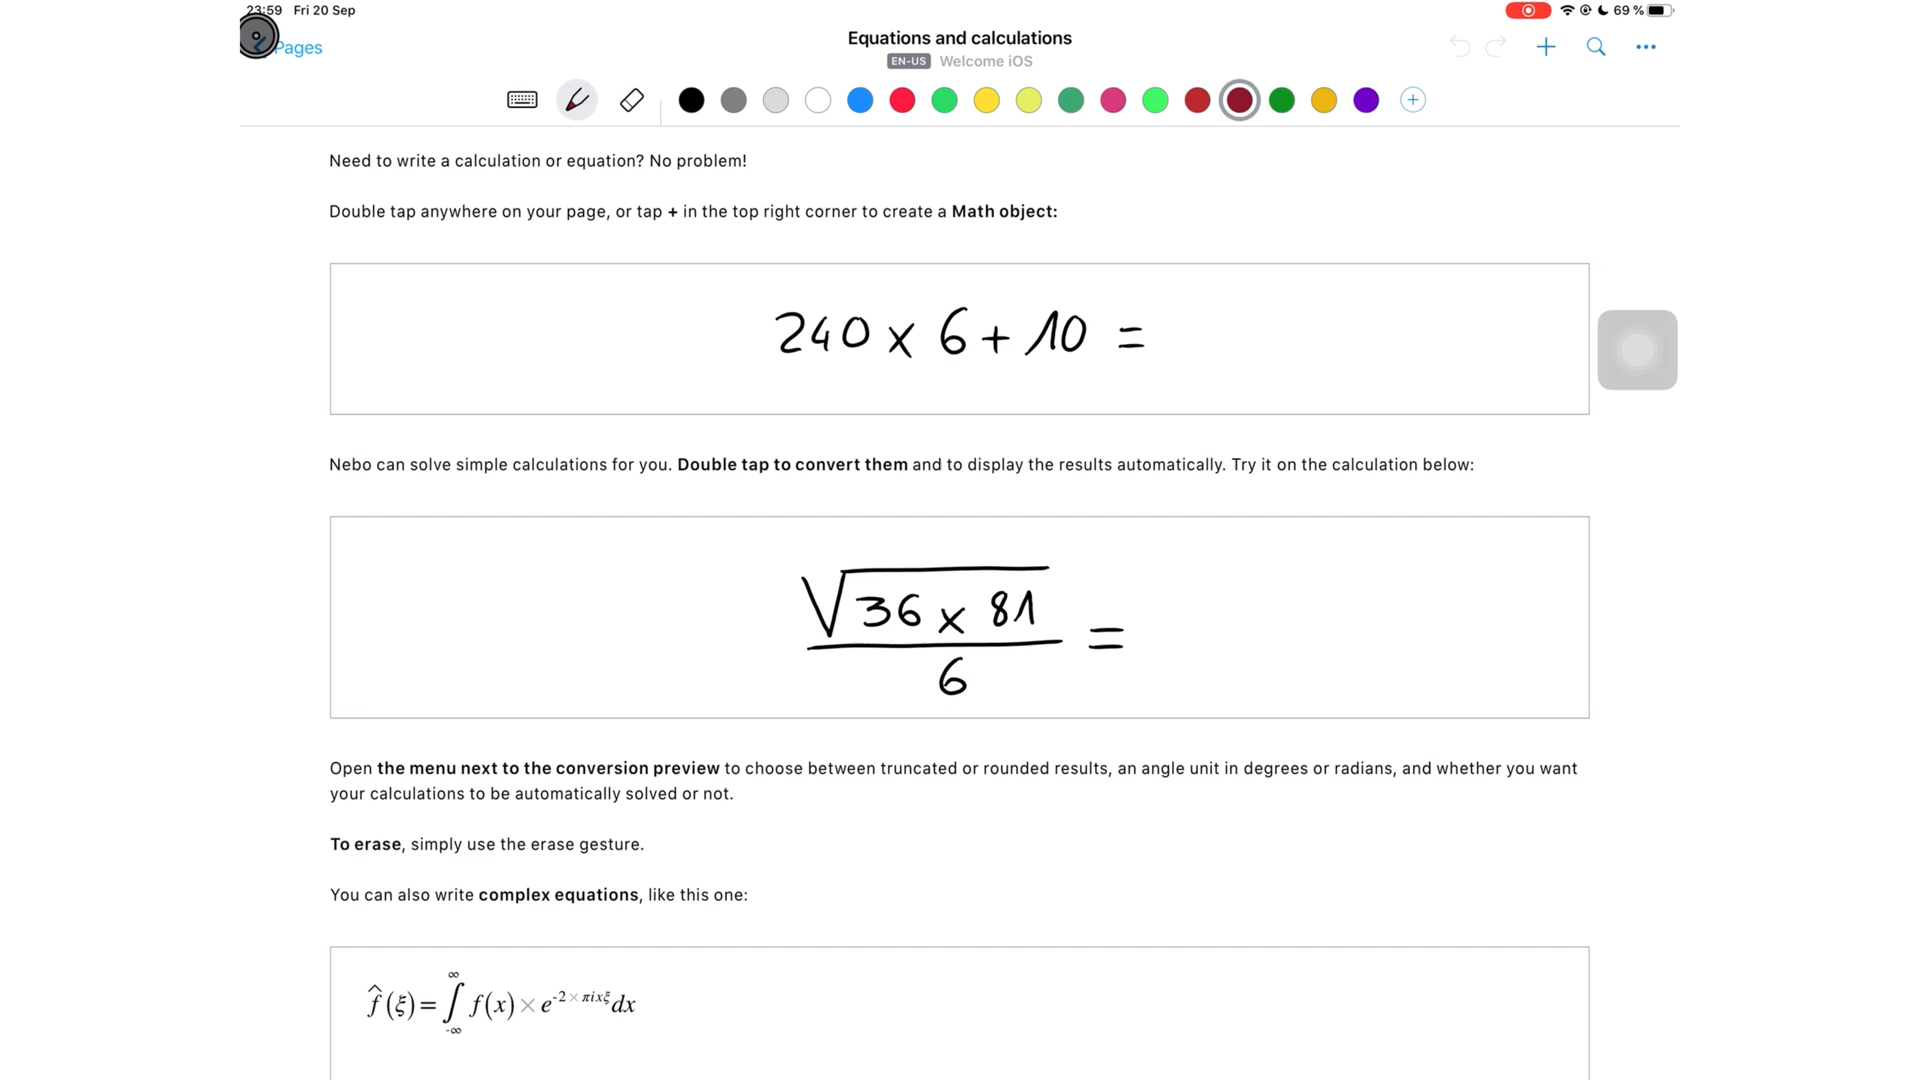 23:59 Fri 20 Sep
69 %
Pages
Equations and calculations
EN-US Welcome iOS
Need to write a calculation or equation? No problem!
Double tap anywhere on your page, or tap + in the top right corner to create a Math object:
240 x 6 + 10 =
Nebo can solve simple calculations for you. Double tap to convert them and to display the results automatically. Try it on the calculation below:
√36 x 81
=
6
Open the menu next to the conversion preview to choose between truncated or rounded results, an angle unit in degrees or radians, and whether you want
your calculations to be automatically solved or not.
To erase, simply use the erase gesture.
You can also write complex equations, like this one:
f̂(ξ) = ∫_{-∞}^{∞} f(x) × e^{-2 × πixξ} dx